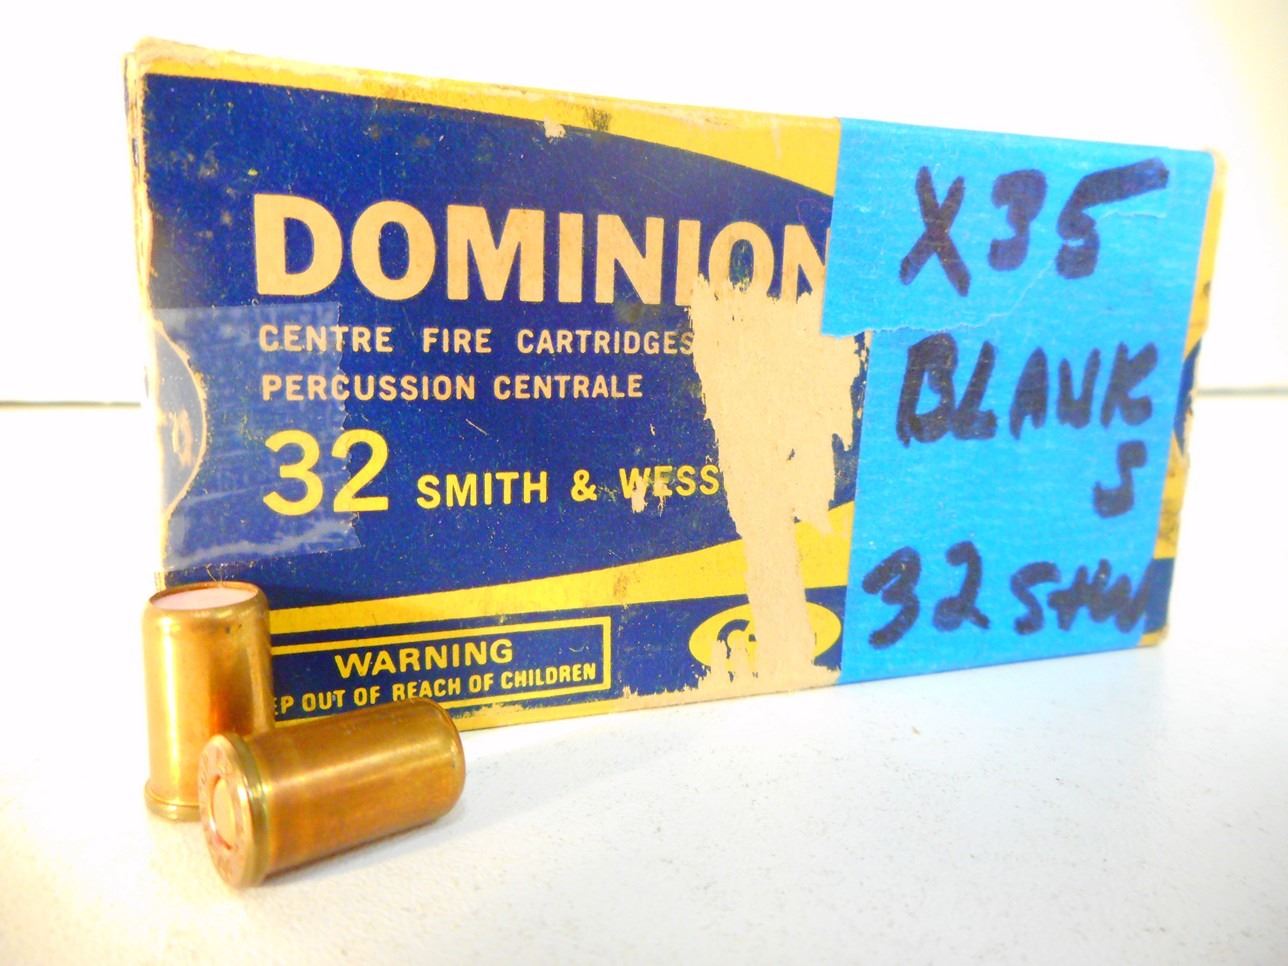 DOMINION
CENTRE FIRE CARTRIDGES
PERCUSSION CENTRALE
32 SMITH & WESS
WARNING
EP OUT OF REACH OF CHILDREN
X35
BLANK
S
32 S+W